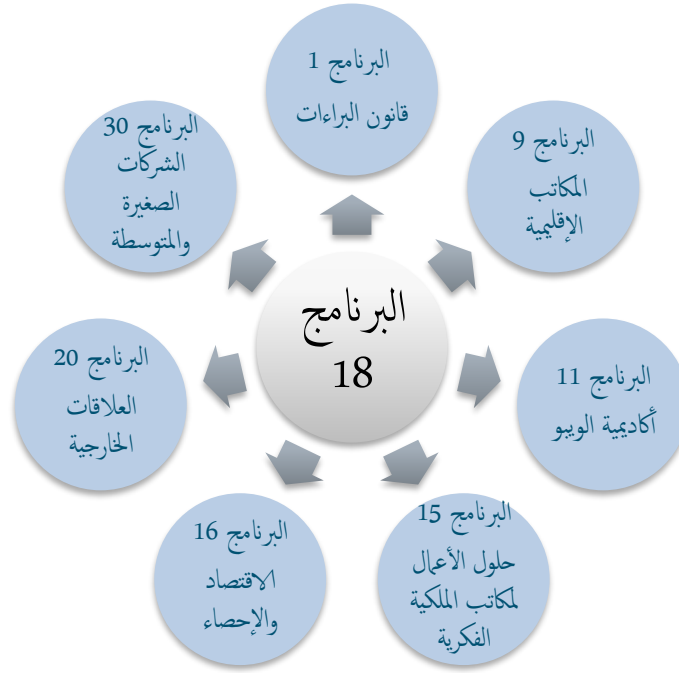 البرنامج 1
قانون البراءات
البرنامج 9
المكاتب
الإقليمية
البرنامج 11
أكاديمية الويبو
البرنامج 15
حلول الأعمال
لمكاتب الملكية
الفكرية
البرنامج 16
الاقتصاد
والإحصاء
البرنامج 20
العلاقات
الخارجية
البرنامج 30
الشركات
الصغيرة
والمتوسطة
البرنامج
18